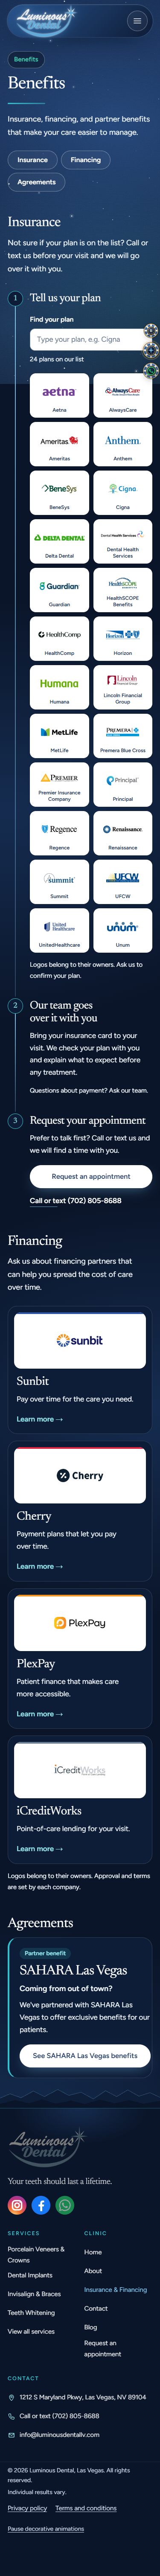 Luminous
Dental
Benefits
Benefits
Insurance, financing, and partner benefits
that may make your care easier to manage.
Insurance
Financing
Agreements
Insurance
Not sure if your plan is on the list? Call or
text us before your visit and we will go
over it with you.
1
Tell us your plan
Find your plan
Type your plan, e.g. Cigna
24 plans on our list
aetna
AlwaysCare
Aetna
AlwaysCare
Ameritas
Anthem
Ameritas
Anthem
BeneSys
Cigna
BeneSys
Cigna
DELTA DENTAL
Dental Health Services
Delta Dental
Dental Health
Services
Guardian
HealthSCOPE
Guardian
HealthSCOPE
Benefits
HealthComp
Horizon
HealthComp
Horizon
Humana
Lincoln
Humana
Lincoln Financial
Group
MetLife
PREMERA
MetLife
Premera Blue Cross
PREMIER
Principal
Premier Insurance
Company
Principal
Regence
Renaissance
Regence
Renaissance
Summit
UFCW
Summit
UFCW
United
Healthcare
unum
UnitedHealthcare
Unum
Logos belong to their owners. Ask us to
confirm your plan.
2
Our team goes
over it with you
Bring your insurance card to your
visit. We check your plan with you
and explain what to expect before
any treatment.
Questions about payment? Ask our team.
3
Request your appointment
Prefer to talk first? Call or text us and
we will find a time with you.
Request an appointment
Call or text (702) 805-8688
Financing
Ask us about financing partners that
can help you spread the cost of care
over time.
sunbit
Sunbit
Pay over time for the care you need.
Learn more →
Cherry
Cherry
Payment plans that let you pay
over time.
Learn more →
PlexPay
PlexPay
Patient finance that makes care
more accessible.
Learn more →
iCreditWorks
iCreditWorks
Point-of-care lending for your visit.
Learn more →
Logos belong to their owners. Approval and terms
are set by each company.
Agreements
Partner benefit
SAHARA Las Vegas
Coming from out of town?
We've partnered with SAHARA Las
Vegas to offer exclusive benefits for our
patients.
See SAHARA Las Vegas benefits
Luminous
Dental
Your teeth should last a lifetime.
SERVICES
CLINIC
Porcelain Veneers &
Crowns
Dental Implants
Invisalign & Braces
Teeth Whitening
View all services
Home
About
Insurance & Financing
Contact
Blog
Request an
appointment
CONTACT
1212 S Maryland Pkwy, Las Vegas, NV 89104
Call or text (702) 805-8688
info@luminousdentallv.com
© 2026 Luminous Dental, Las Vegas. All rights
reserved.
Individual results vary.
Privacy policy
Terms and conditions
Pause decorative animations